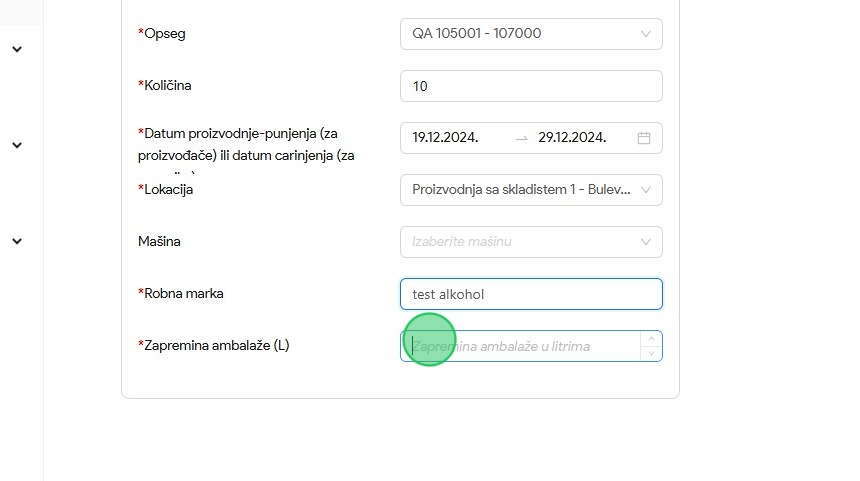 *Opseg
QA 105001 - 107000
*Količina
10
*Datum proizvodnje-punjenja (za
proizvođače) ili datum carinjenja (za
19.12.2024. → 29.12.2024.
*Lokacija
Proizvodnja sa skladistem 1 - Bulev...
Mašina
Izaberite mašinu
*Robna marka
test alkohol
*Zapremina ambalaže (L)
Zapremina ambalaže u litrima